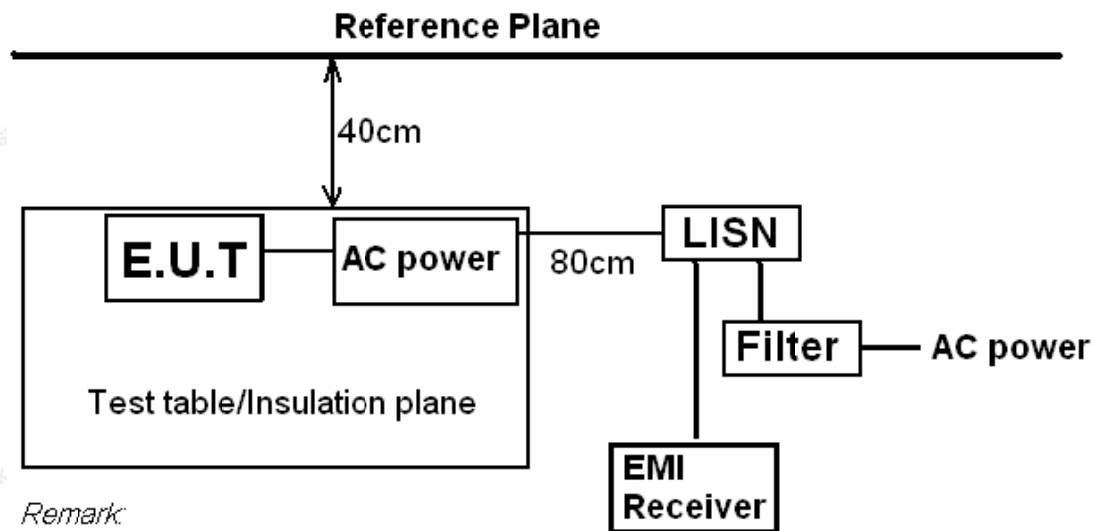 Reference Plane
40cm
E.U.T
AC power
80cm
LISN
Filter
AC power
Test table/Insulation plane
EMI
Receiver
Remark: